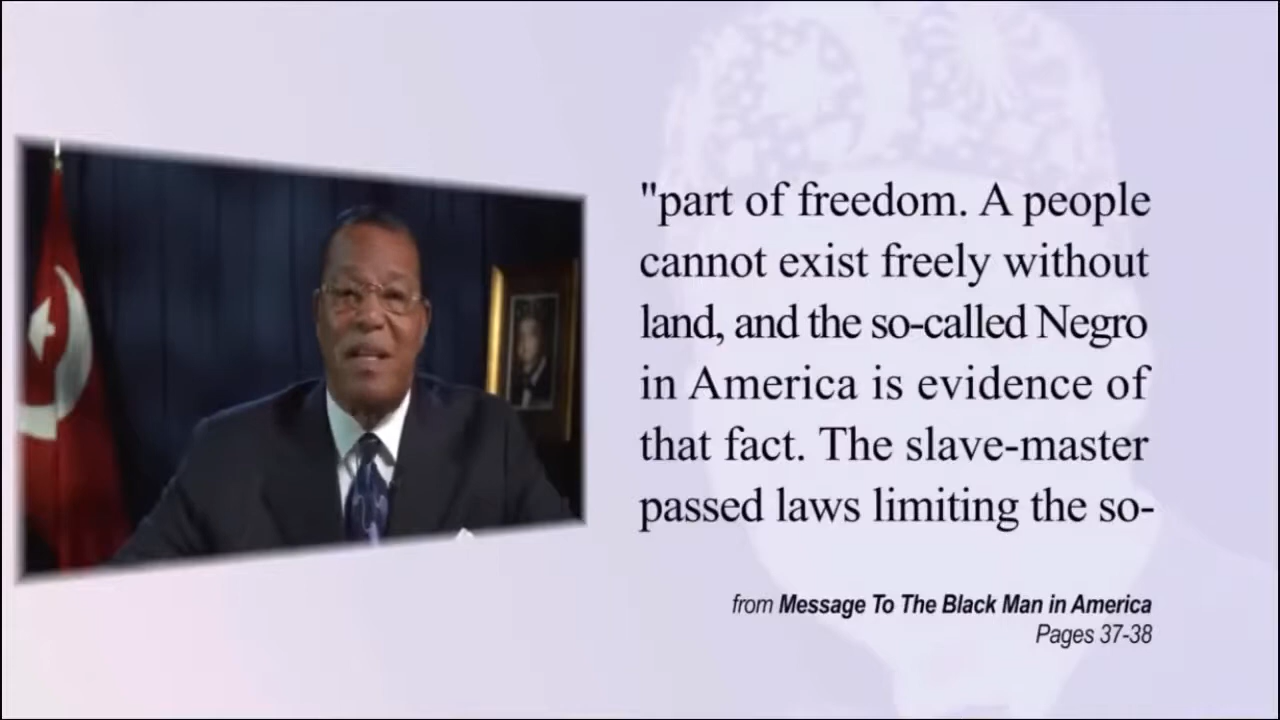 "part of freedom. A people
cannot exist freely without
land, and the so-called Negro
in America is evidence of
that fact. The slave-master
passed laws limiting the so-
from Message To The Black Man in America
Pages 37-38